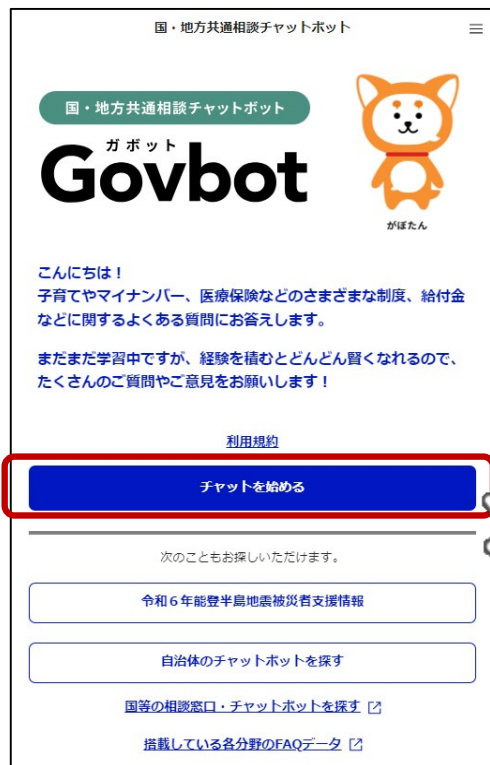 国・地方共通相談チャットボット
国・地方共通相談チャットボット
ガボット
Govbot
がぼたん
こんにちは！
子育てやマイナンバー、医療保険などのさまざまな制度、給付金
などに関するよくある質問にお答えします。
まだまだ学習中ですが、経験を積むとどんどん賢くなれるので、
たくさんのご質問やご意見をお願いします！
利用規約
チャットを始める
次のこともお探しいただけます。
令和６年能登半島地震被災者支援情報
自治体のチャットボットを探す
国等の相談窓口・チャットボットを探す
搭載している各分野のFAQデータ